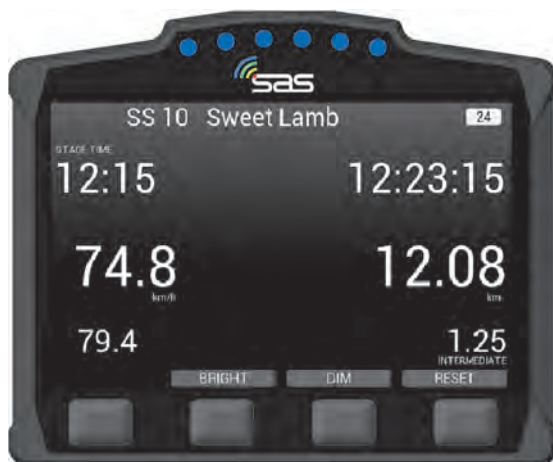 sas
SS 10 Sweet Lamb 24
STAGE TIME
12:15 12:23:15
74.8 12.08
km/h km
79.4 1.25
INTERMEDIATE
BRIGHT DIM RESET